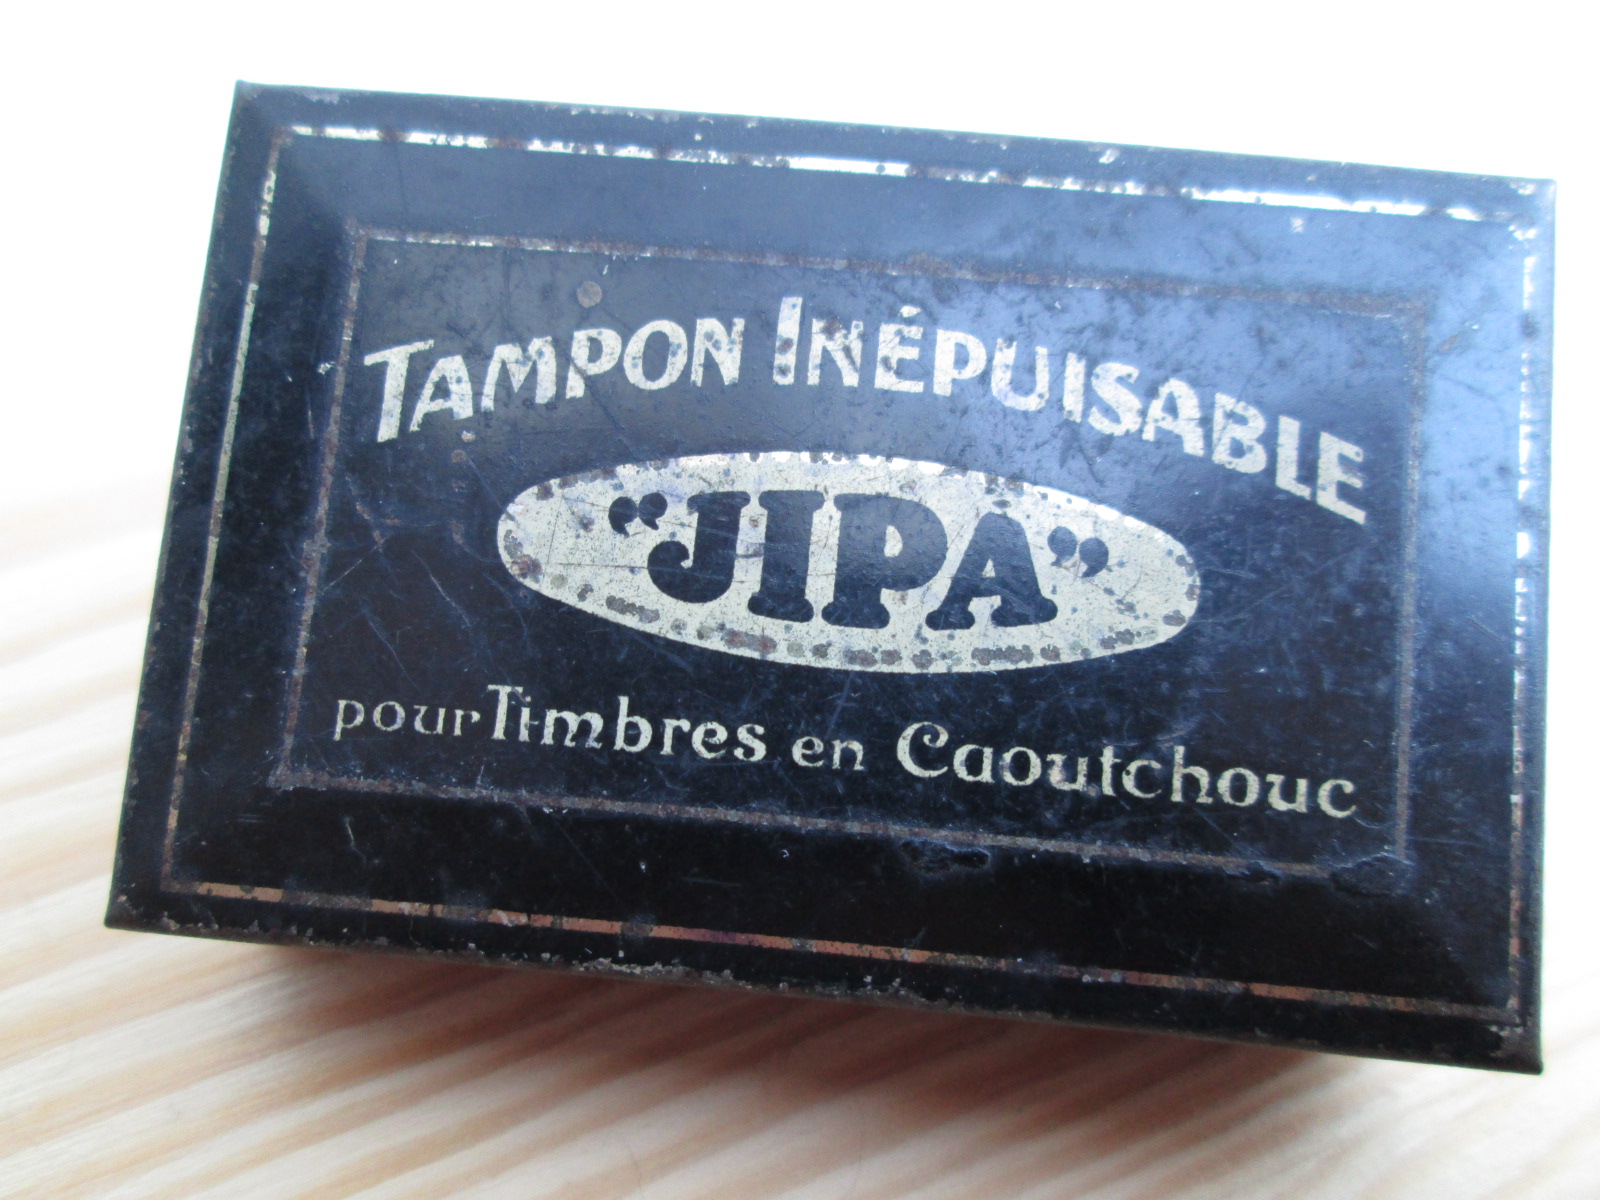 TAMPON INÉPUISABLE
“JIPA”
pour Timbres en Caoutchouc